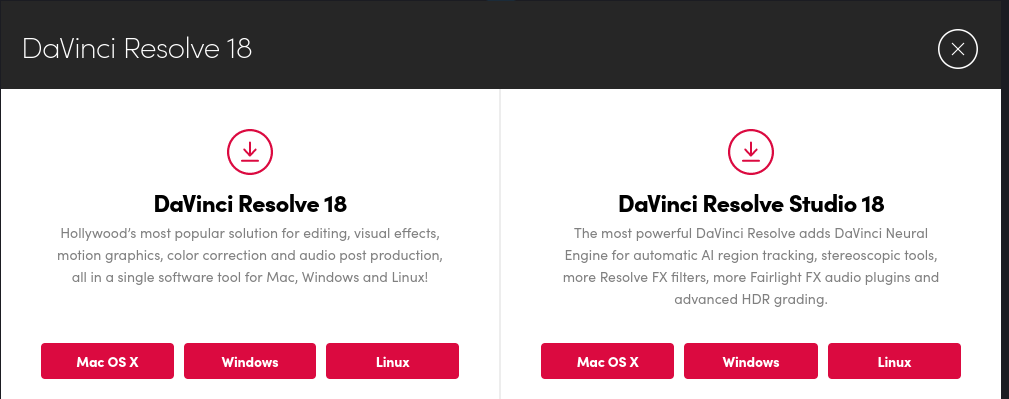 DaVinci Resolve 18
DaVinci Resolve 18
Hollywood's most popular solution for editing, visual effects,
motion graphics, color correction and audio post production,
all in a single software tool for Mac, Windows and Linux!
Mac OS X
Windows
Linux
DaVinci Resolve Studio 18
The most powerful DaVinci Resolve adds DaVinci Neural
Engine for automatic AI region tracking, stereoscopic tools,
more Resolve FX filters, more Fairlight FX audio plugins and
advanced HDR grading.
Mac OS X
Windows
Linux